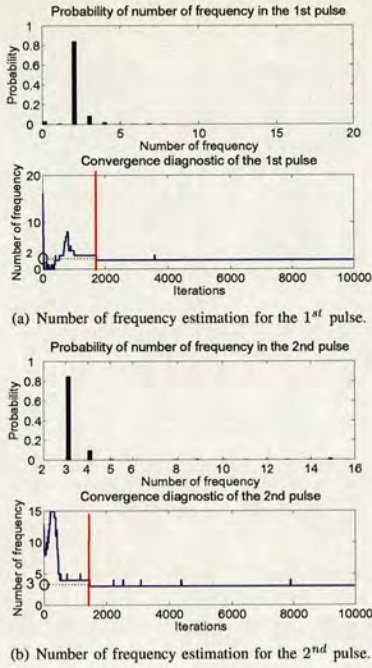 Probability of number of frequency in the 1st pulse
Probability
1
0.8
0.6
0.4
0.2
0
0 5 10 15 20
Number of frequency
Convergence diagnostic of the 1st pulse
Number of frequency
20
10
2
0
0 2000 4000 6000 8000 10000
Iterations
(a) Number of frequency estimation for the 1st pulse.
Probability of number of frequency in the 2nd pulse
Probability
1
0.8
0.6
0.4
0.2
0
2 3 4 5 6 8 10 12 14 16
Number of frequency
Convergence diagnostic of the 2nd pulse
Number of frequency
15
10
5
3
0
0 2000 4000 6000 8000 10000
Iterations
(b) Number of frequency estimation for the 2nd pulse.